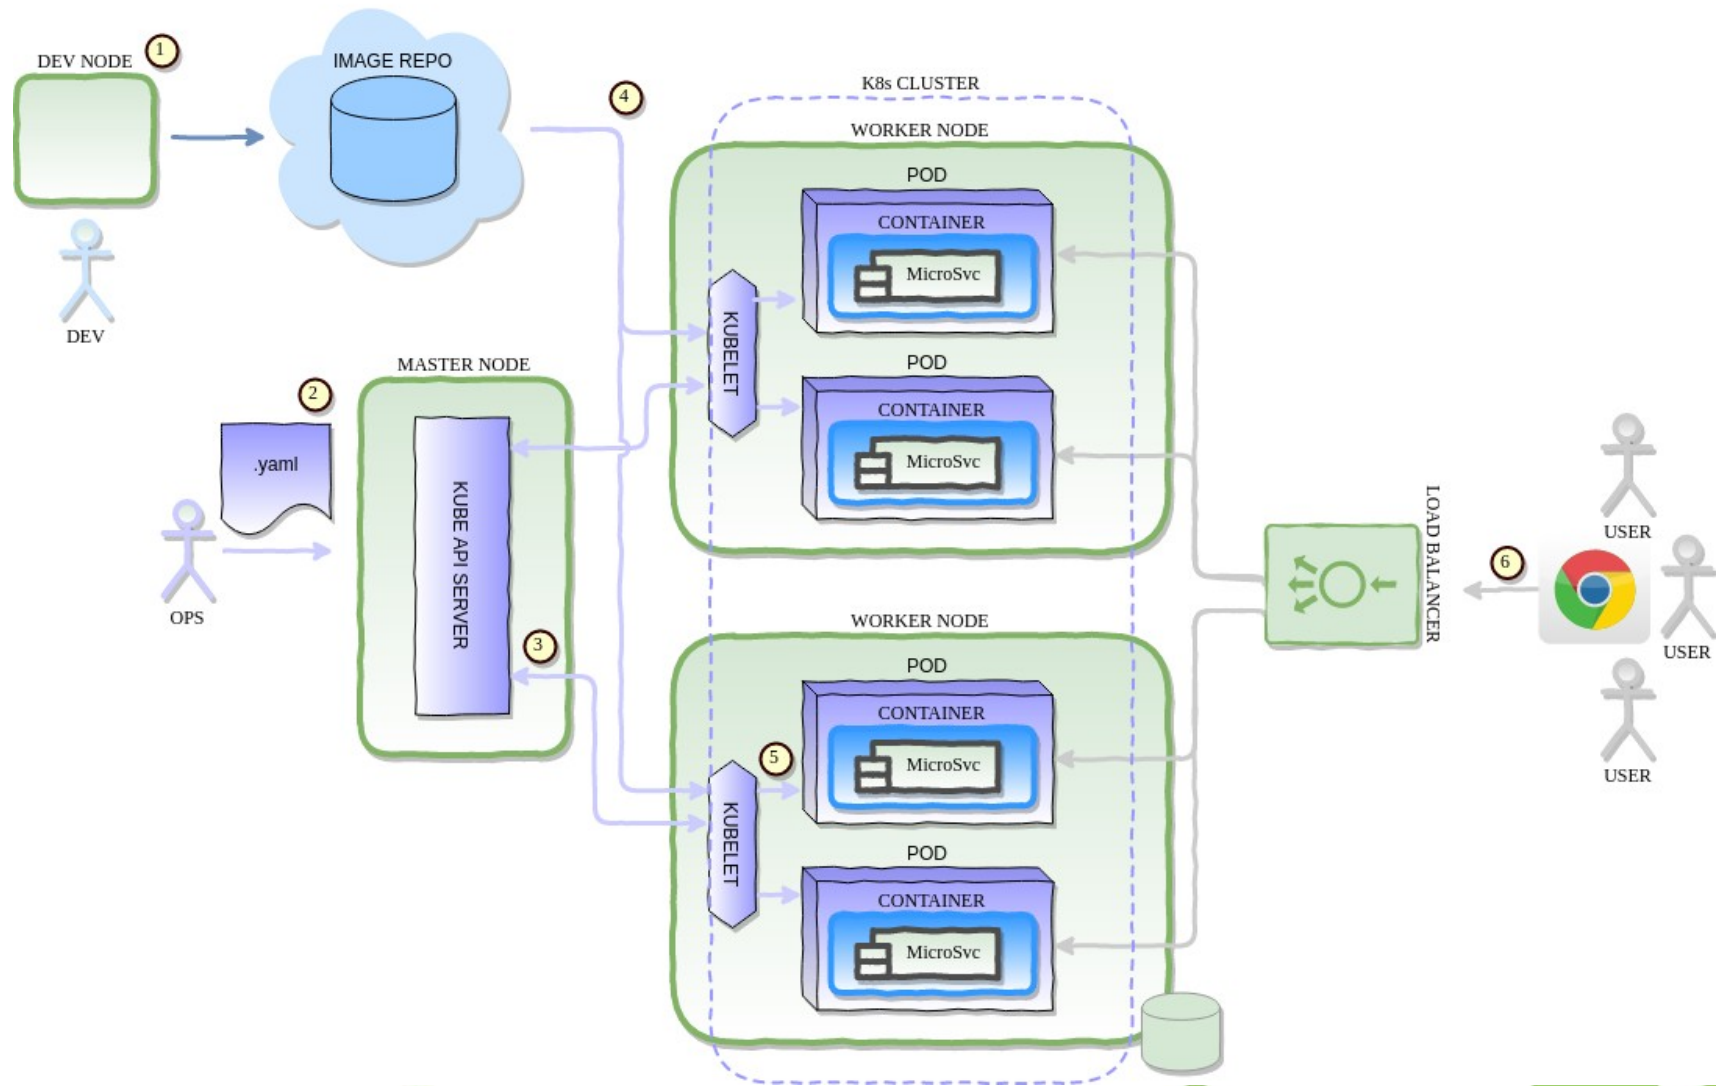 DEV NODE
1
IMAGE REPO
DEV
4
K8s CLUSTER
WORKER NODE
POD
CONTAINER
MicroSvc
KUBELET
POD
CONTAINER
MicroSvc
MASTER NODE
2
.yaml
OPS
KUBE API SERVER
3
WORKER NODE
POD
CONTAINER
MicroSvc
5
KUBELET
POD
CONTAINER
MicroSvc
LOAD BALANCER
6
USER
USER
USER